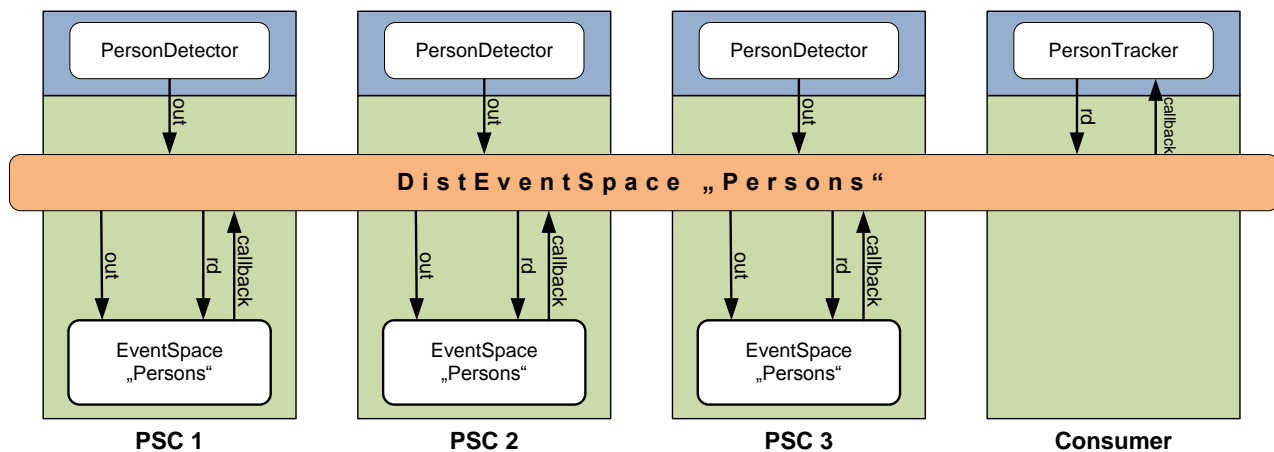 PersonDetector
PersonDetector
PersonDetector
PersonTracker
out
out
out
rd
callback
DistEventSpace „Persons“
out
rd
callback
out
rd
callback
out
rd
callback
EventSpace
„Persons“
EventSpace
„Persons“
EventSpace
„Persons“
PSC 1
PSC 2
PSC 3
Consumer